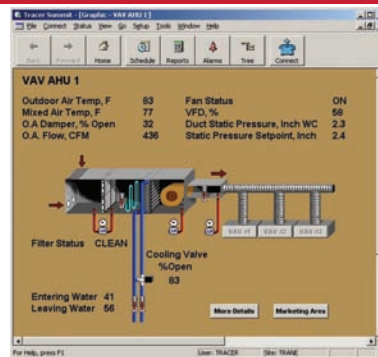 Tracer Summit - [Graphic - VAV AHU 1]
File Connect Status View Go Setup Tools Window Help
Back Forward Home Schedule Reports Alarms Tree Connect
VAV AHU 1
Outdoor Air Temp, F 83 Fan Status ON
Mixed Air Temp, F 77 VFD, % 58
O.A Damper, % Open 32 Duct Static Pressure, Inch WC 2.3
O.A. Flow, CFM 436 Static Pressure Setpoint, Inch 2.4
VAV #1 VAV #2 VAV #3
Filter Status CLEAN
Cooling Valve
%Open
83
Entering Water 41
Leaving Water 56
More Details Marketing Area
For Help, press F1 User: TRACER Site: TRANE